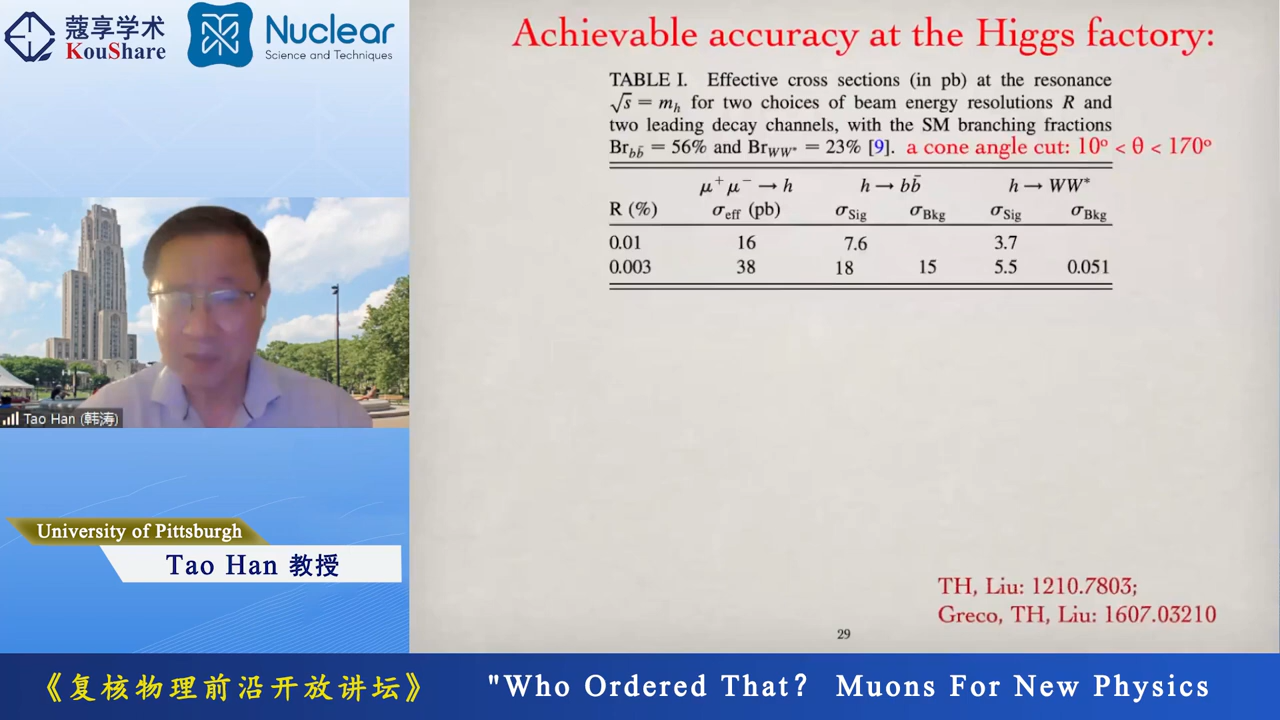 蔻享学术
KouShare
Nuclear
Science and Techniques
Tao Han (韩涛)
University of Pittsburgh
Tao Han 教授
Achievable accuracy at the Higgs factory:
TABLE I. Effective cross sections (in pb) at the resonance
√s = m_h for two choices of beam energy resolutions R and
two leading decay channels, with the SM branching fractions
Br_bb̄ = 56% and Br_WW* = 23% [9]. a cone angle cut: 10° < θ < 170°
μ⁺μ⁻ → h h → bb̄ h → WW*
R (%) σ_eff (pb) σ_Sig σ_Bkg σ_Sig σ_Bkg
0.01 16 7.6 3.7
0.003 38 18 15 5.5 0.051
TH, Liu: 1210.7803;
Greco, TH, Liu: 1607.03210
29
《复核物理前沿开放讲坛》 "Who Ordered That? Muons For New Physics